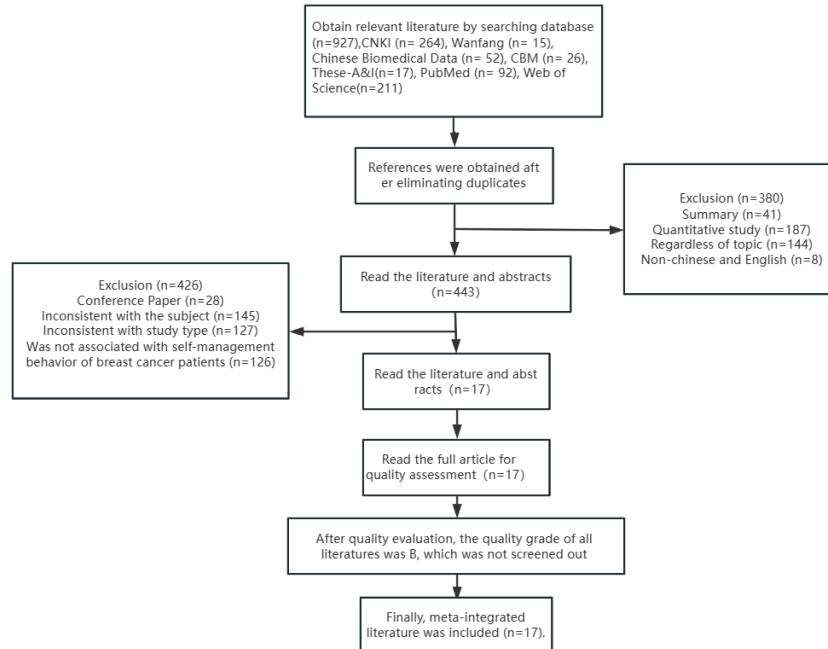 Obtain relevant literature by searching database
(n=927),CNKI (n= 264), Wanfang (n= 15),
Chinese Biomedical Data (n= 52), CBM (n= 26),
These-A&I(n=17), PubMed (n= 92), Web of
Science(n=211)
References were obtained aft
er eliminating duplicates
Exclusion (n=380)
Summary (n=41)
Quantitative study (n=187)
Regardless of topic (n=144)
Non-chinese and English (n=8)
Read the literature and abstracts
(n=443)
Exclusion (n=426)
Conference Paper (n=28)
Inconsistent with the subject (n=145)
Inconsistent with study type (n=127)
Was not associated with self-management
behavior of breast cancer patients (n=126)
Read the literature and abst
racts（n=17）
Read the full article for
quality assessment (n=17)
After quality evaluation, the quality grade of all
literatures was B, which was not screened out
Finally, meta-integrated
literature was included (n=17).